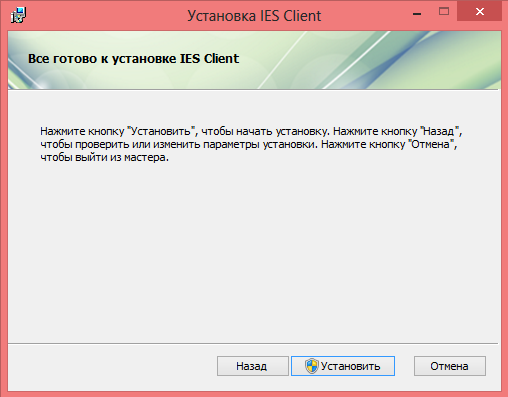 Установка IES Client
Все готово к установке IES Client
Нажмите кнопку "Установить", чтобы начать установку. Нажмите кнопку "Назад",
чтобы проверить или изменить параметры установки. Нажмите кнопку "Отмена",
чтобы выйти из мастера.
Назад
Установить
Отмена